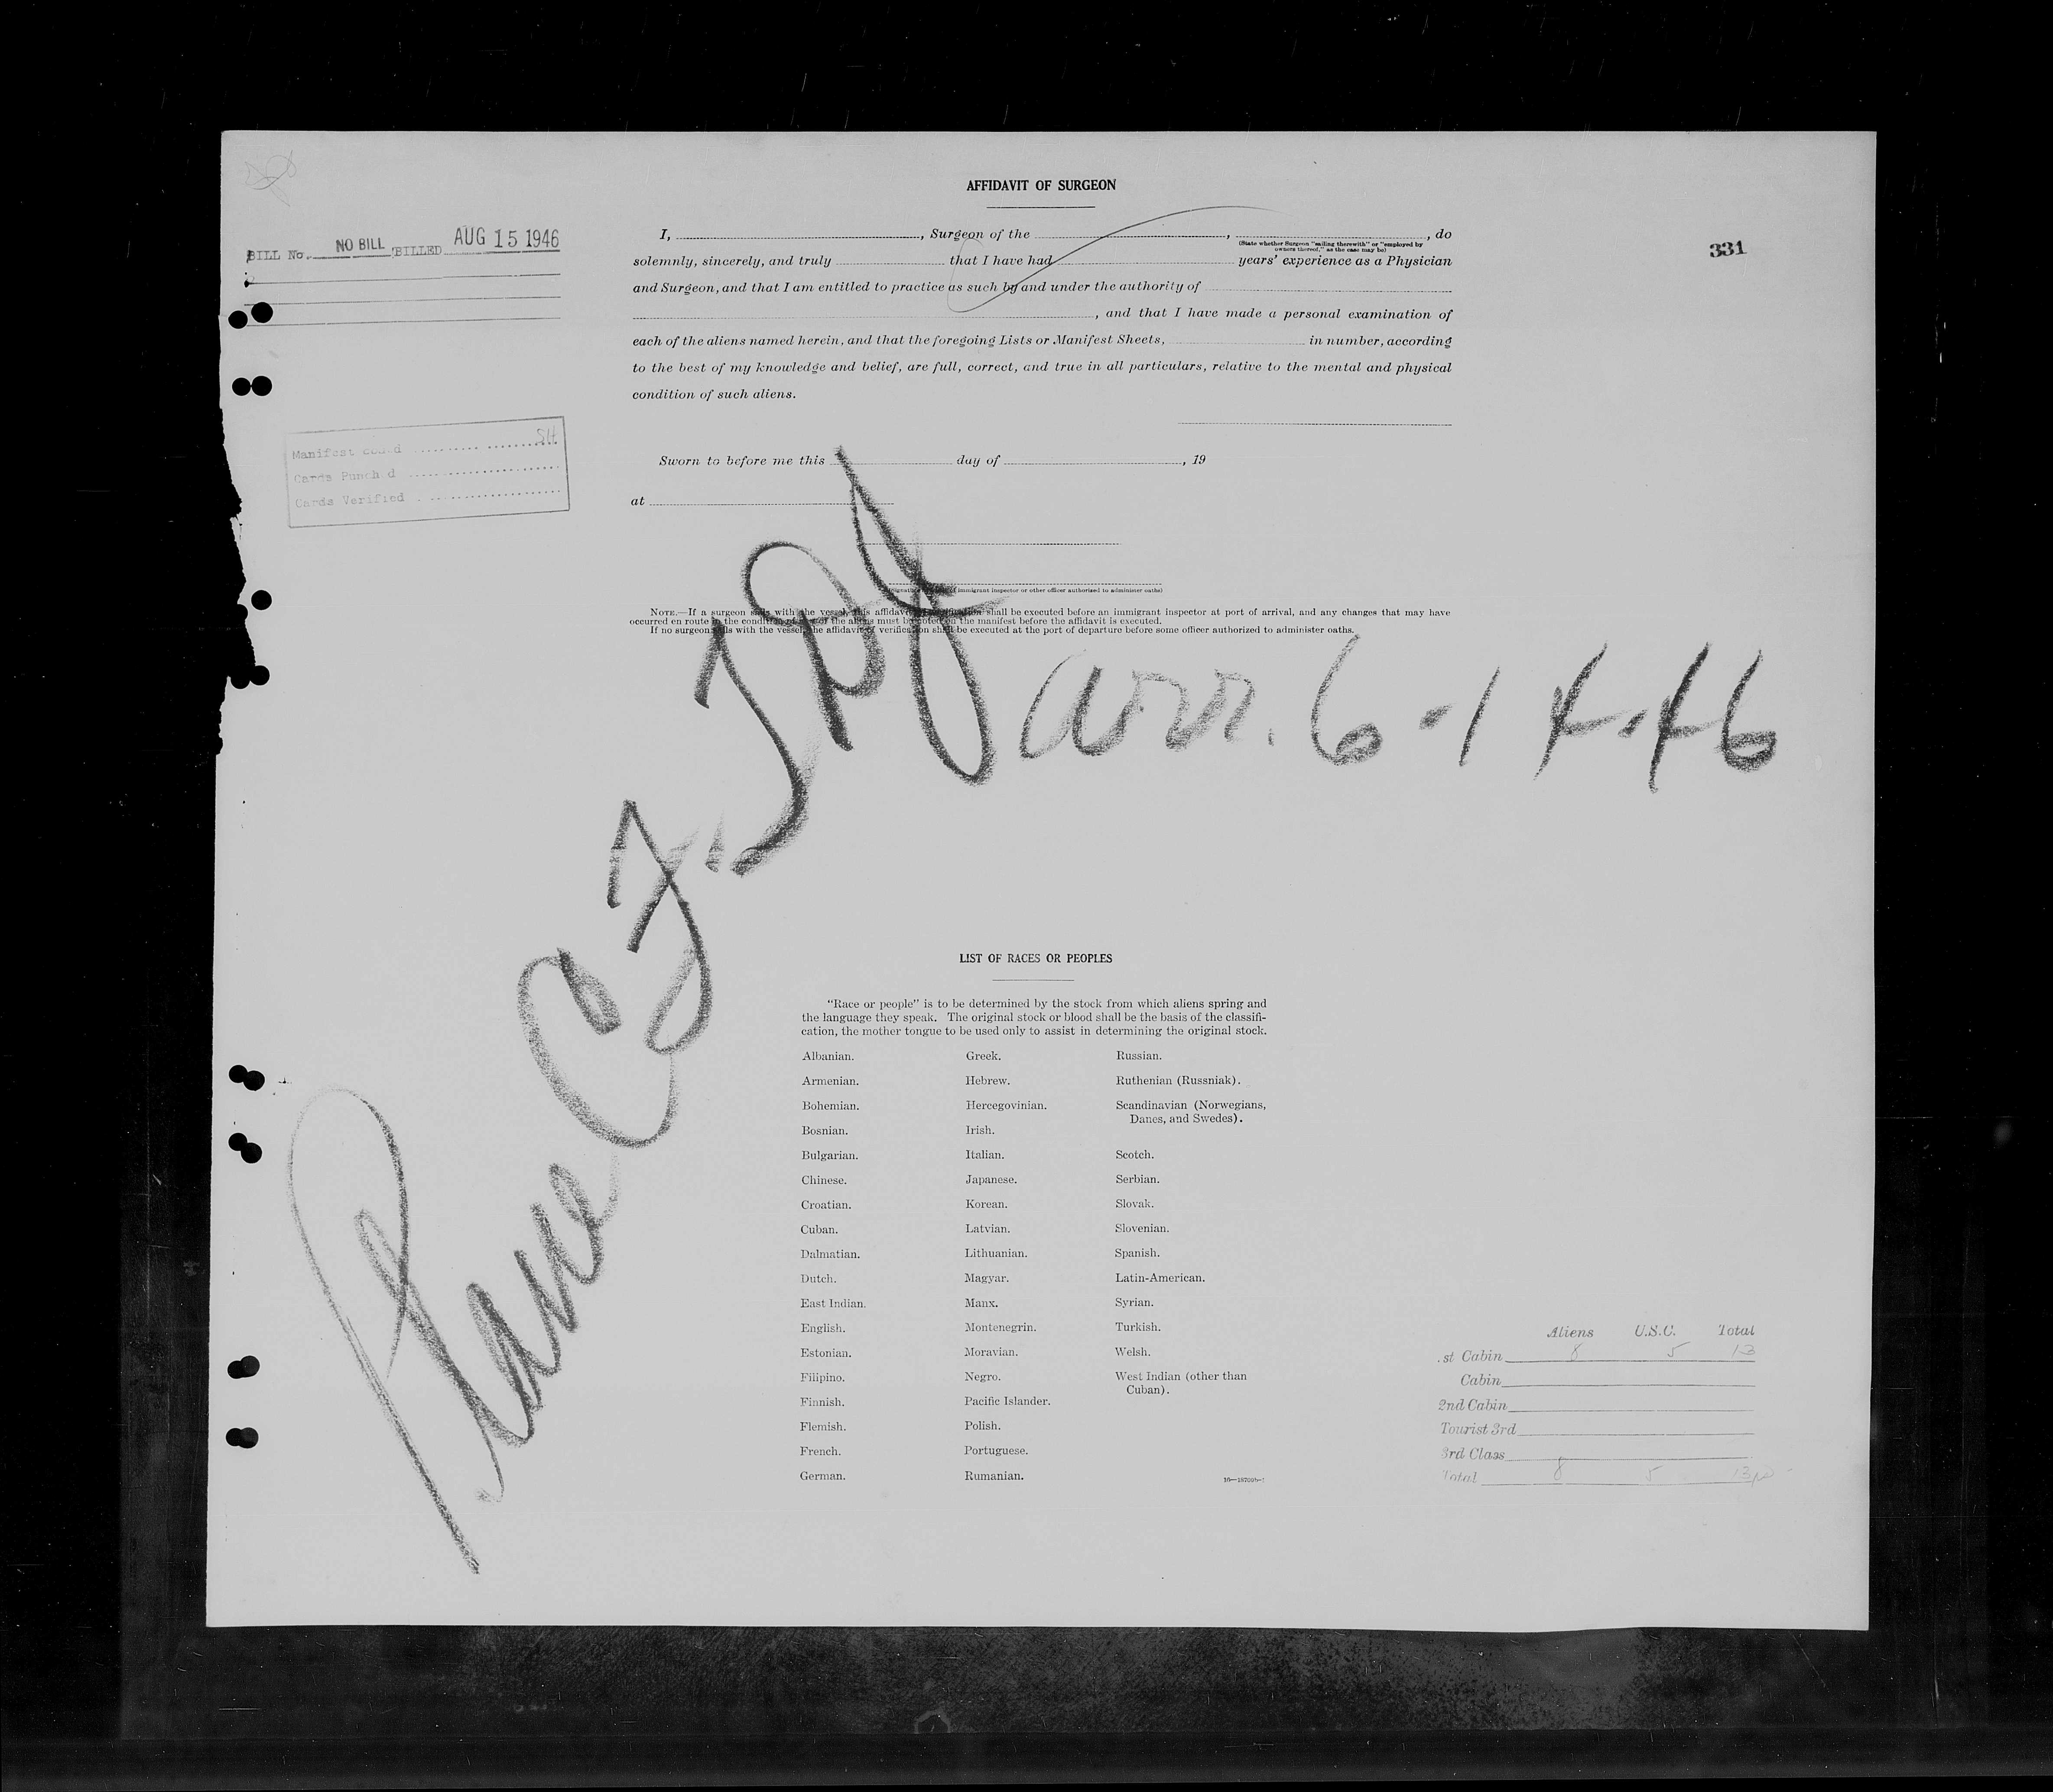 AFFIDAVIT OF SURGEON
BILL No. NO BILL BILLED AUG 15 1946
331
I, , Surgeon of the , , do
(State whether Surgeon "sailing therewith" or "employed by
owners thereof," as the case may be)
solemnly, sincerely, and truly that I have had years' experience as a Physician
and Surgeon, and that I am entitled to practice as such by and under the authority of
, and that I have made a personal examination of
each of the aliens named herein, and that the foregoing Lists or Manifest Sheets, in number, according
to the best of my knowledge and belief, are full, correct, and true in all particulars, relative to the mental and physical
condition of such aliens.
Manifest
Cards Punch d
Cards Verified
Sworn to before me this day of , 19
at
immigrant inspector or other officer authorized to administer oaths)
NOTE.—If a surgeon sails with the vessel, this affidavit shall be executed before an immigrant inspector at port of arrival, and any changes that may have
occurred en route in the condition of any of the aliens must be noted on the manifest before the affidavit is executed.
If no surgeon sails with the vessel, the affidavit of verification shall be executed at the port of departure before some officer authorized to administer oaths.
Plane
arr. 6-14-46
LIST OF RACES OR PEOPLES
"Race or people" is to be determined by the stock from which aliens spring and
the language they speak. The original stock or blood shall be the basis of the classifi-
cation, the mother tongue to be used only to assist in determining the original stock.
Albanian. Greek. Russian.
Armenian. Hebrew. Ruthenian (Russniak).
Bohemian. Hercegovinian. Scandinavian (Norwegians,
Danes, and Swedes).
Bosnian. Irish.
Bulgarian. Italian. Scotch.
Chinese. Japanese. Serbian.
Croatian. Korean. Slovak.
Cuban. Latvian. Slovenian.
Dalmatian. Lithuanian. Spanish.
Dutch. Magyar. Latin-American.
East Indian. Manx. Syrian.
English. Montenegrin. Turkish.
Estonian. Moravian. Welsh.
Filipino. Negro. West Indian (other than
Cuban).
Finnish. Pacific Islander.
Flemish. Polish.
French. Portuguese.
German. Rumanian.
Aliens U.S.C. Total
st Cabin 8 5 13
Cabin
2nd Cabin
Tourist 3rd
3rd Class
Total 8 5 13